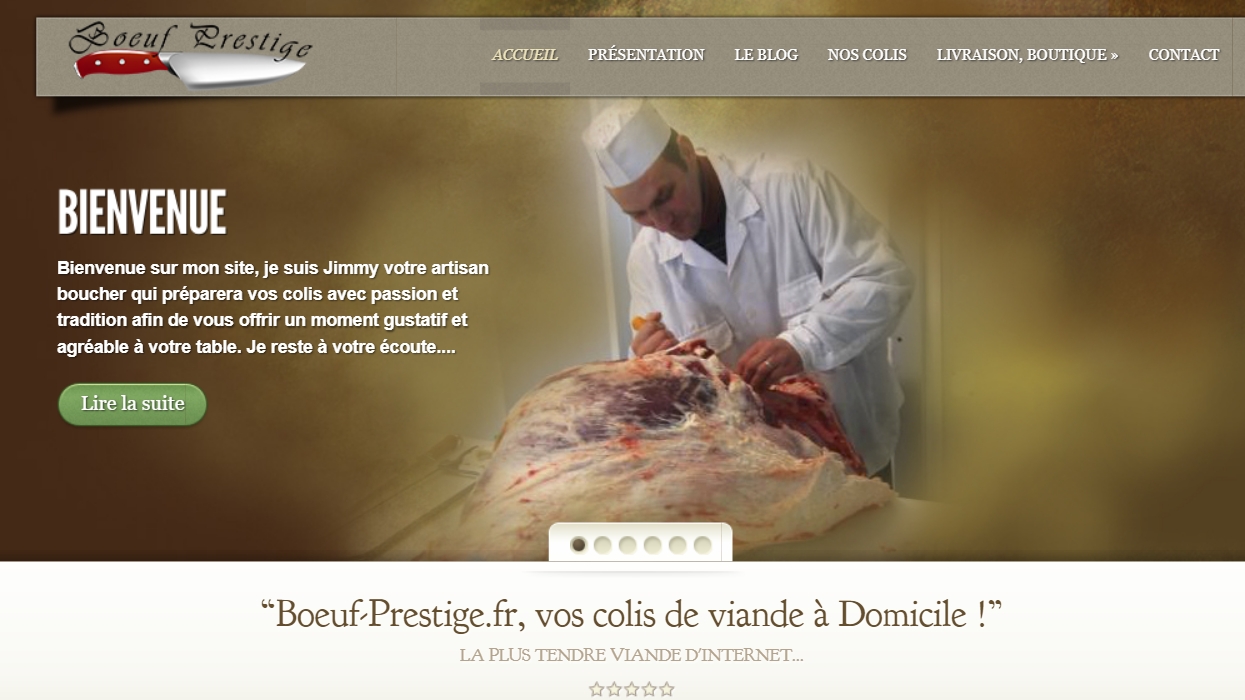 Boeuf Prestige
ACCUEIL PRÉSENTATION LE BLOG NOS COLIS LIVRAISON, BOUTIQUE » CONTACT
BIENVENUE
Bienvenue sur mon site, je suis Jimmy votre artisan
boucher qui préparera vos colis avec passion et
tradition afin de vous offrir un moment gustatif et
agréable à votre table. Je reste à votre écoute....
Lire la suite
“Boeuf-Prestige.fr, vos colis de viande à Domicile !”
LA PLUS TENDRE VIANDE D'INTERNET...